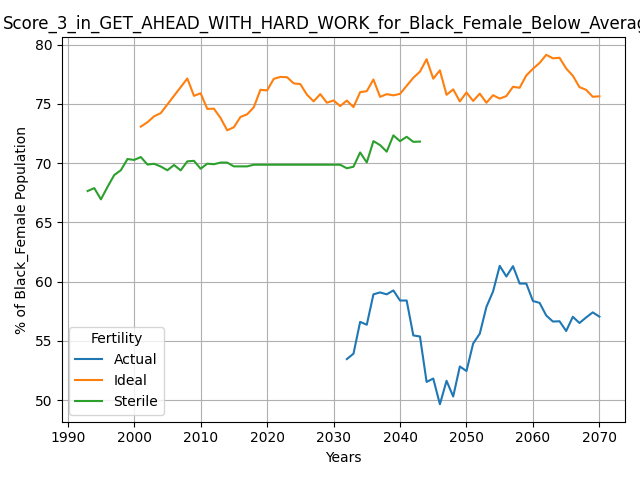 Score_3_in_GET_AHEAD_WITH_HARD_WORK_for_Black_Female_Below_Averag
80
75
70
65
60
55
50
% of Black_Female Population
Fertility
Actual
Ideal
Sterile
1990 2000 2010 2020 2030 2040 2050 2060 2070
Years